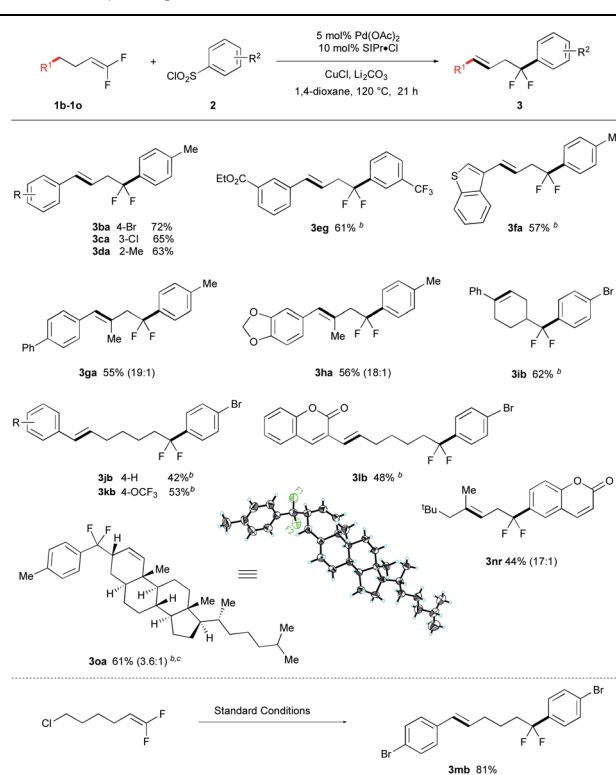 5 mol% Pd(OAc)2
10 mol% SIPr•Cl
CuCl, Li2CO3
1,4-dioxane, 120 °C, 21 h
R1
F
F
1b-1o
+
ClO2S
R2
2
R1
F F
R2
3
R
F F
Me
3ba 4-Br 72%
3ca 3-Cl 65%
3da 2-Me 63%
EtO2C
F F
CF3
3eg 61% b
S
F F
M
3fa 57% b
Ph
Me
F F
Me
3ga 55% (19:1)
O
O
Me
F F
Me
3ha 56% (18:1)
Ph
F F
Br
3ib 62% b
R
F F
Br
3jb 4-H 42%b
3kb 4-OCF3 53%b
O
O
F F
Br
3lb 48% b
Me
tBu
F F
O
O
3nr 44% (17:1)
F F
Me
H
Me
H
H
H
H
Me
Me
Me
Me
3oa 61% (3.6:1) b,c
F1
F2
Cl
F
F
Standard Conditions
Br
F F
Br
3mb 81%